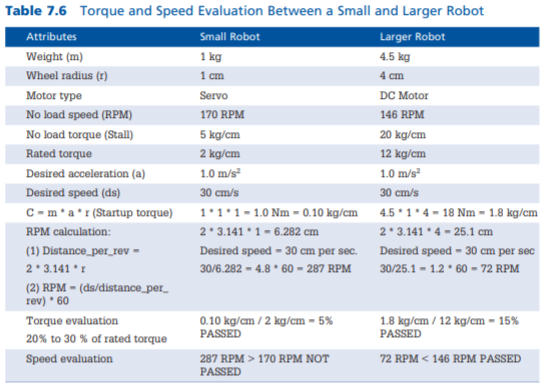 Table 7.6 Torque and Speed Evaluation Between a Small and Larger Robot
Attributes Small Robot Larger Robot
Weight (m) 1 kg 4.5 kg
Wheel radius (r) 1 cm 4 cm
Motor type Servo DC Motor
No load speed (RPM) 170 RPM 146 RPM
No load torque (Stall) 5 kg/cm 20 kg/cm
Rated torque 2 kg/cm 12 kg/cm
Desired acceleration (a) 1.0 m/s² 1.0 m/s²
Desired speed (ds) 30 cm/s 30 cm/s
C = m * a * r (Startup torque) 1 * 1 * 1 = 1.0 Nm = 0.10 kg/cm 4.5 * 1 * 4 = 18 Nm = 1.8 kg/cm
RPM calculation: 2 * 3.141 * 1 = 6.282 cm 2 * 3.141 * 4 = 25.1 cm
(1) Distance_per_rev = Desired speed = 30 cm per sec. Desired speed = 30 cm per sec
2 * 3.141 * r 30/6.282 = 4.8 * 60 = 287 RPM 30/25.1 = 1.2 * 60 = 72 RPM
(2) RPM = (ds/distance_per_
rev) * 60
Torque evaluation 0.10 kg/cm / 2 kg/cm = 5% 1.8 kg/cm / 12 kg/cm = 15%
20% to 30 % of rated torque PASSED PASSED
Speed evaluation 287 RPM > 170 RPM NOT 72 RPM < 146 RPM PASSED
PASSED